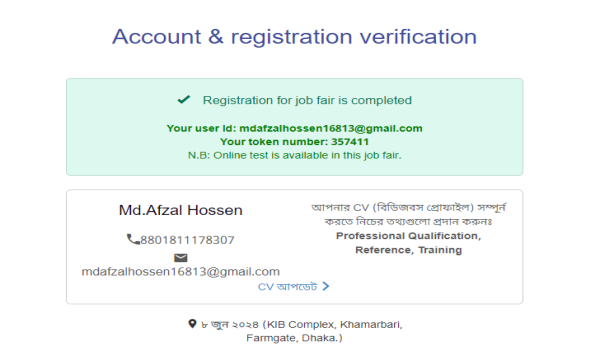 Account & registration verification
Registration for job fair is completed
Your user Id: mdafzalhossen16813@gmail.com
Your token number: 357411
N.B: Online test is available in this job fair.
Md.Afzal Hossen
8801811178307
mdafzalhossen16813@gmail.com
আপনার CV (বিডিজবস প্রোফাইল) সম্পূর্ন
করতে নিচের তথ্যগুলো প্রদান করুনঃ
Professional Qualification,
Reference, Training
CV আপডেট
৮ জুন ২০২৪ (KIB Complex, Khamarbari,
Farmgate, Dhaka.)